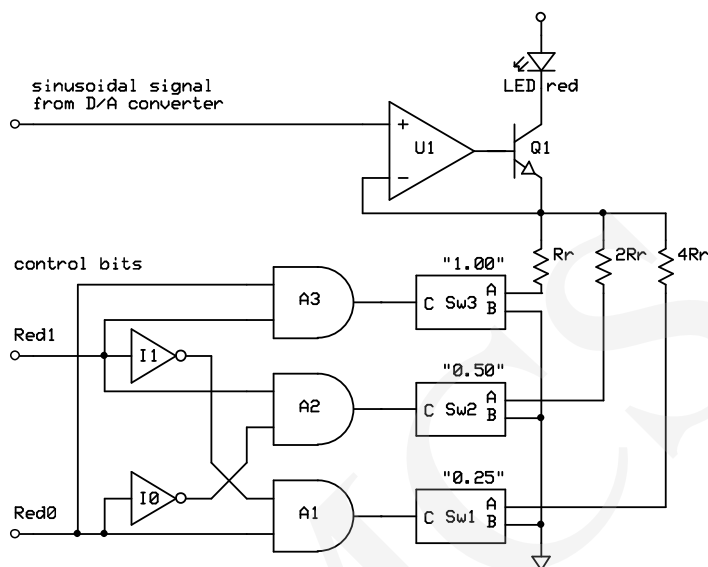 sinusoidal signal
from D/A converter
LED red
+
U1
-
Q1
Rr
2Rr
4Rr
control bits
"1.00"
A3
C Sw3 A
B
Red1
I1
"0.50"
A2
C Sw2 A
B
"0.25"
I0
A1
C Sw1 A
B
Red0